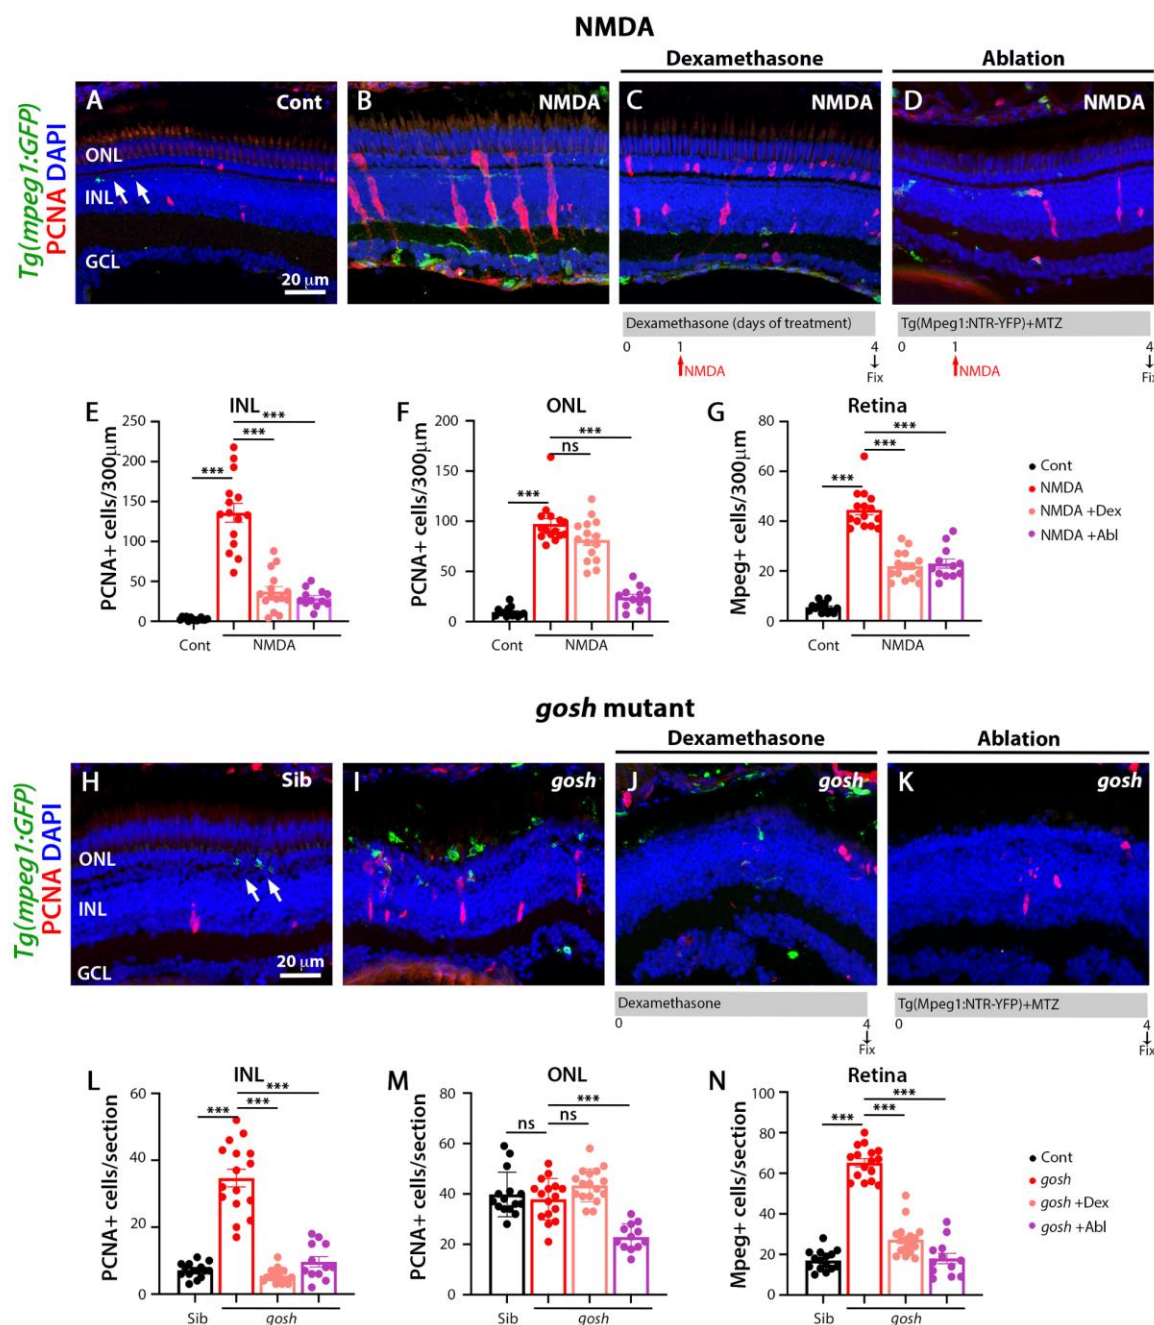 NMDA
Dexamethasone
Ablation
Tg(mpeg1:GFP)
PCNA DAPI
A Cont
ONL
INL
GCL
20 µm
B NMDA
C NMDA
D NMDA
Dexamethasone (days of treatment)
0 1 4
NMDA
Fix
Tg(Mpeg1:NTR-YFP)+MTZ
0 1 4
NMDA
Fix
E INL
PCNA+ cells/300µm
250
200
150
100
50
0
***
***
***
Cont NMDA
F ONL
PCNA+ cells/300µm
200
150
100
50
0
***
ns
***
Cont NMDA
G Retina
Mpeg+ cells/300µm
80
60
40
20
0
***
***
***
Cont NMDA
Cont
NMDA
NMDA +Dex
NMDA +Abl
gosh mutant
Dexamethasone
Ablation
Tg(mpeg1:GFP)
PCNA DAPI
H Sib
ONL
INL
GCL
20 µm
I gosh
J gosh
K gosh
Dexamethasone
0 4
Fix
Tg(Mpeg1:NTR-YFP)+MTZ
0 4
Fix
L INL
PCNA+ cells/section
60
40
20
0
***
***
***
Sib gosh
M ONL
PCNA+ cells/section
80
60
40
20
0
***
ns
ns
Sib gosh
N Retina
Mpeg+ cells/section
100
80
60
40
20
0
***
***
***
Sib gosh
Cont
gosh
gosh +Dex
gosh +Abl